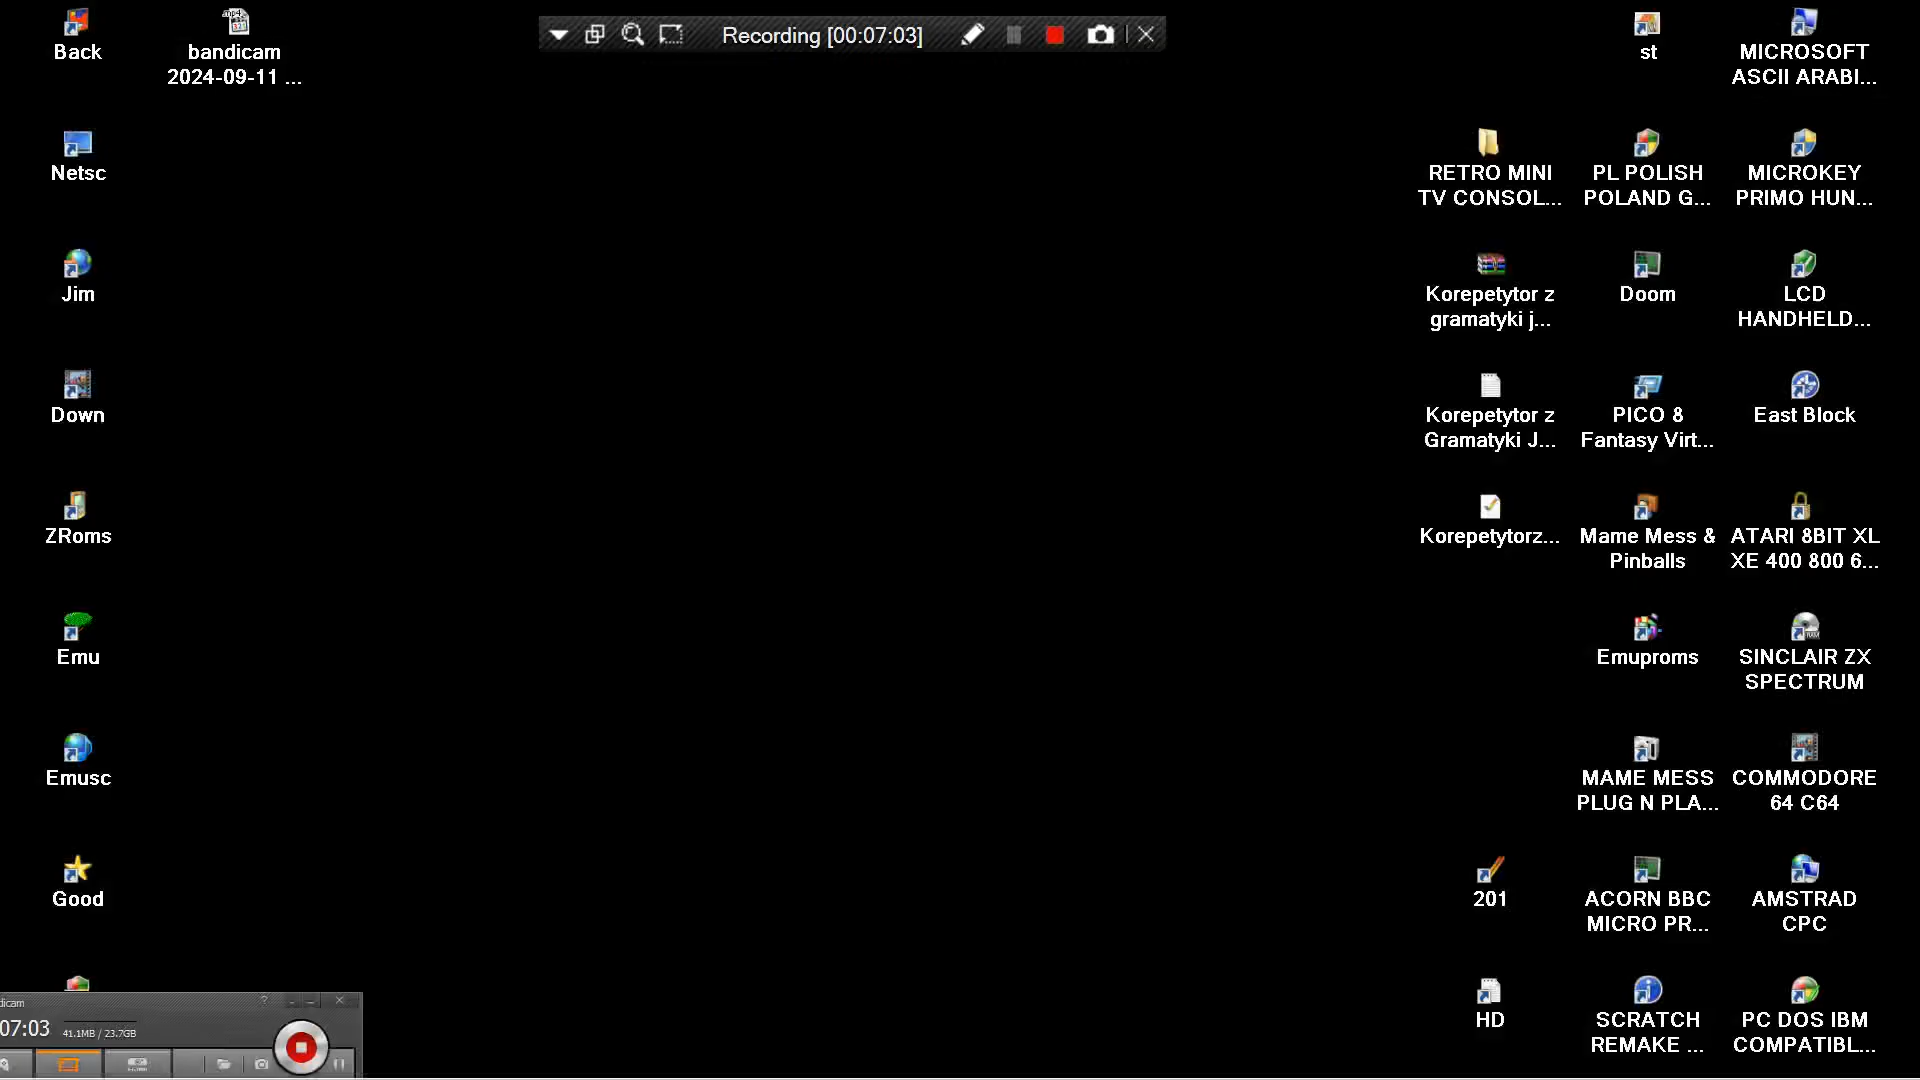 Back
bandicam
2024-09-11 ...
Recording [00:07:03]
st
MICROSOFT
ASCII ARABI...
Netsc
RETRO MINI
TV CONSOL...
PL POLISH
POLAND G...
MICROKEY
PRIMO HUN...
Jim
Korepetytor z
gramatyki j...
Doom
LCD
HANDHELD...
Down
Korepetytor z
Gramatyki J...
PICO 8
Fantasy Virt...
East Block
ZRoms
Korepetytorz...
Mame Mess &
Pinballs
ATARI 8BIT XL
XE 400 800 6...
Emu
Emuproms
SINCLAIR ZX
SPECTRUM
Emusc
MAME MESS
PLUG N PLA...
COMMODORE
64 C64
Good
201
ACORN BBC
MICRO PR...
AMSTRAD
CPC
HD
SCRATCH
REMAKE ...
PC DOS IBM
COMPATIBL...
dicam
07:03
41.1MB / 23.7GB